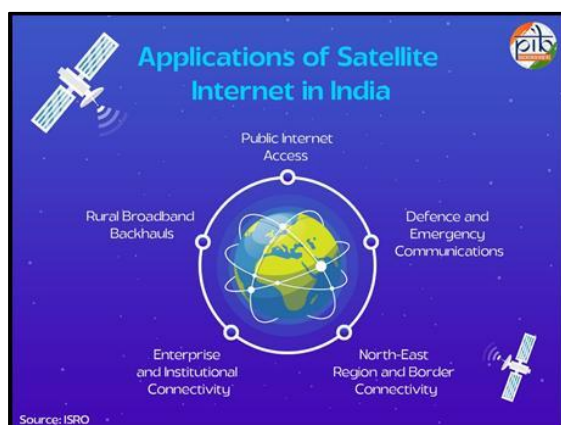 Applications of Satellite
Internet in India
pib
Public Internet
Access
Rural Broadband
Backhauls
Defence and
Emergency
Communications
Enterprise
and Institutional
Connectivity
North-East
Region and Border
Connectivity
Source: ISRO